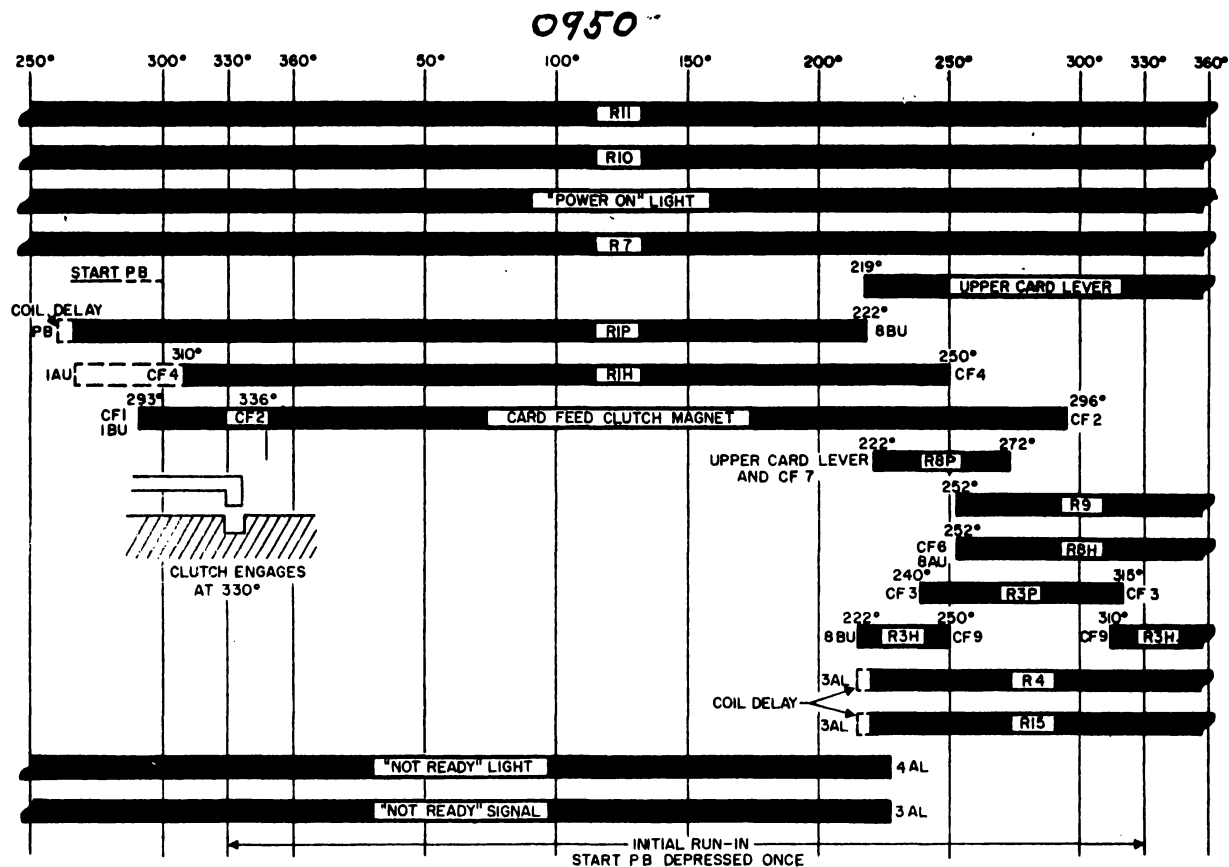 0950
250° 300° 330° 360° 50° 100° 150° 200° 250° 300° 330° 360°
R11
R10
"POWER ON" LIGHT
R7
START PB
219°
UPPER CARD LEVER
COIL DELAY
PB
R1P
222°
8BU
1AU
310°
CF4
R1H
250°
CF4
CF1
1BU
293°
336°
CF2
CARD FEED CLUTCH MAGNET
296°
CF2
UPPER CARD LEVER
AND CF7
222°
R8P
272°
252°
R9
CLUTCH ENGAGES
AT 330°
CF6
8AU
252°
R8H
240°
CF3
R3P
315°
CF3
222°
8BU
R3H
250°
CF9
310°
CF9
R3H
3AL
R4
COIL DELAY
3AL
R15
"NOT READY" LIGHT
4AL
"NOT READY" SIGNAL
3AL
INITIAL RUN-IN
START PB DEPRESSED ONCE